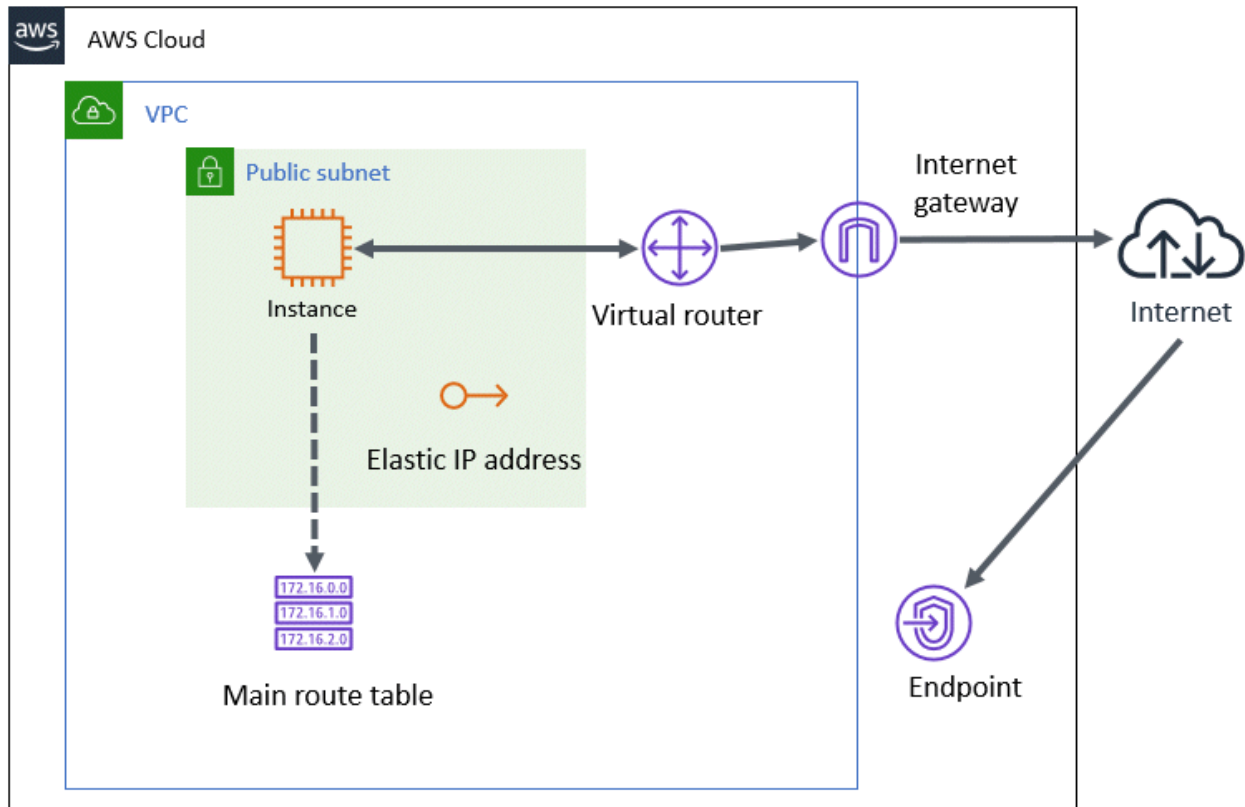 aws
AWS Cloud
VPC
Public subnet
Internet
gateway
Instance
Virtual router
Internet
Elastic IP address
172.16.0.0
172.16.1.0
172.16.2.0
Main route table
Endpoint